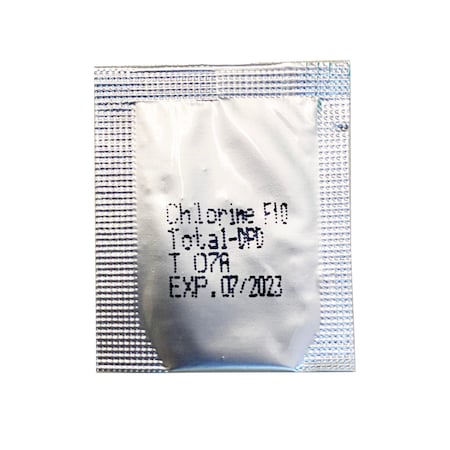 Chlorine F10
Total-DPD
T 07A
EXP.07/2023